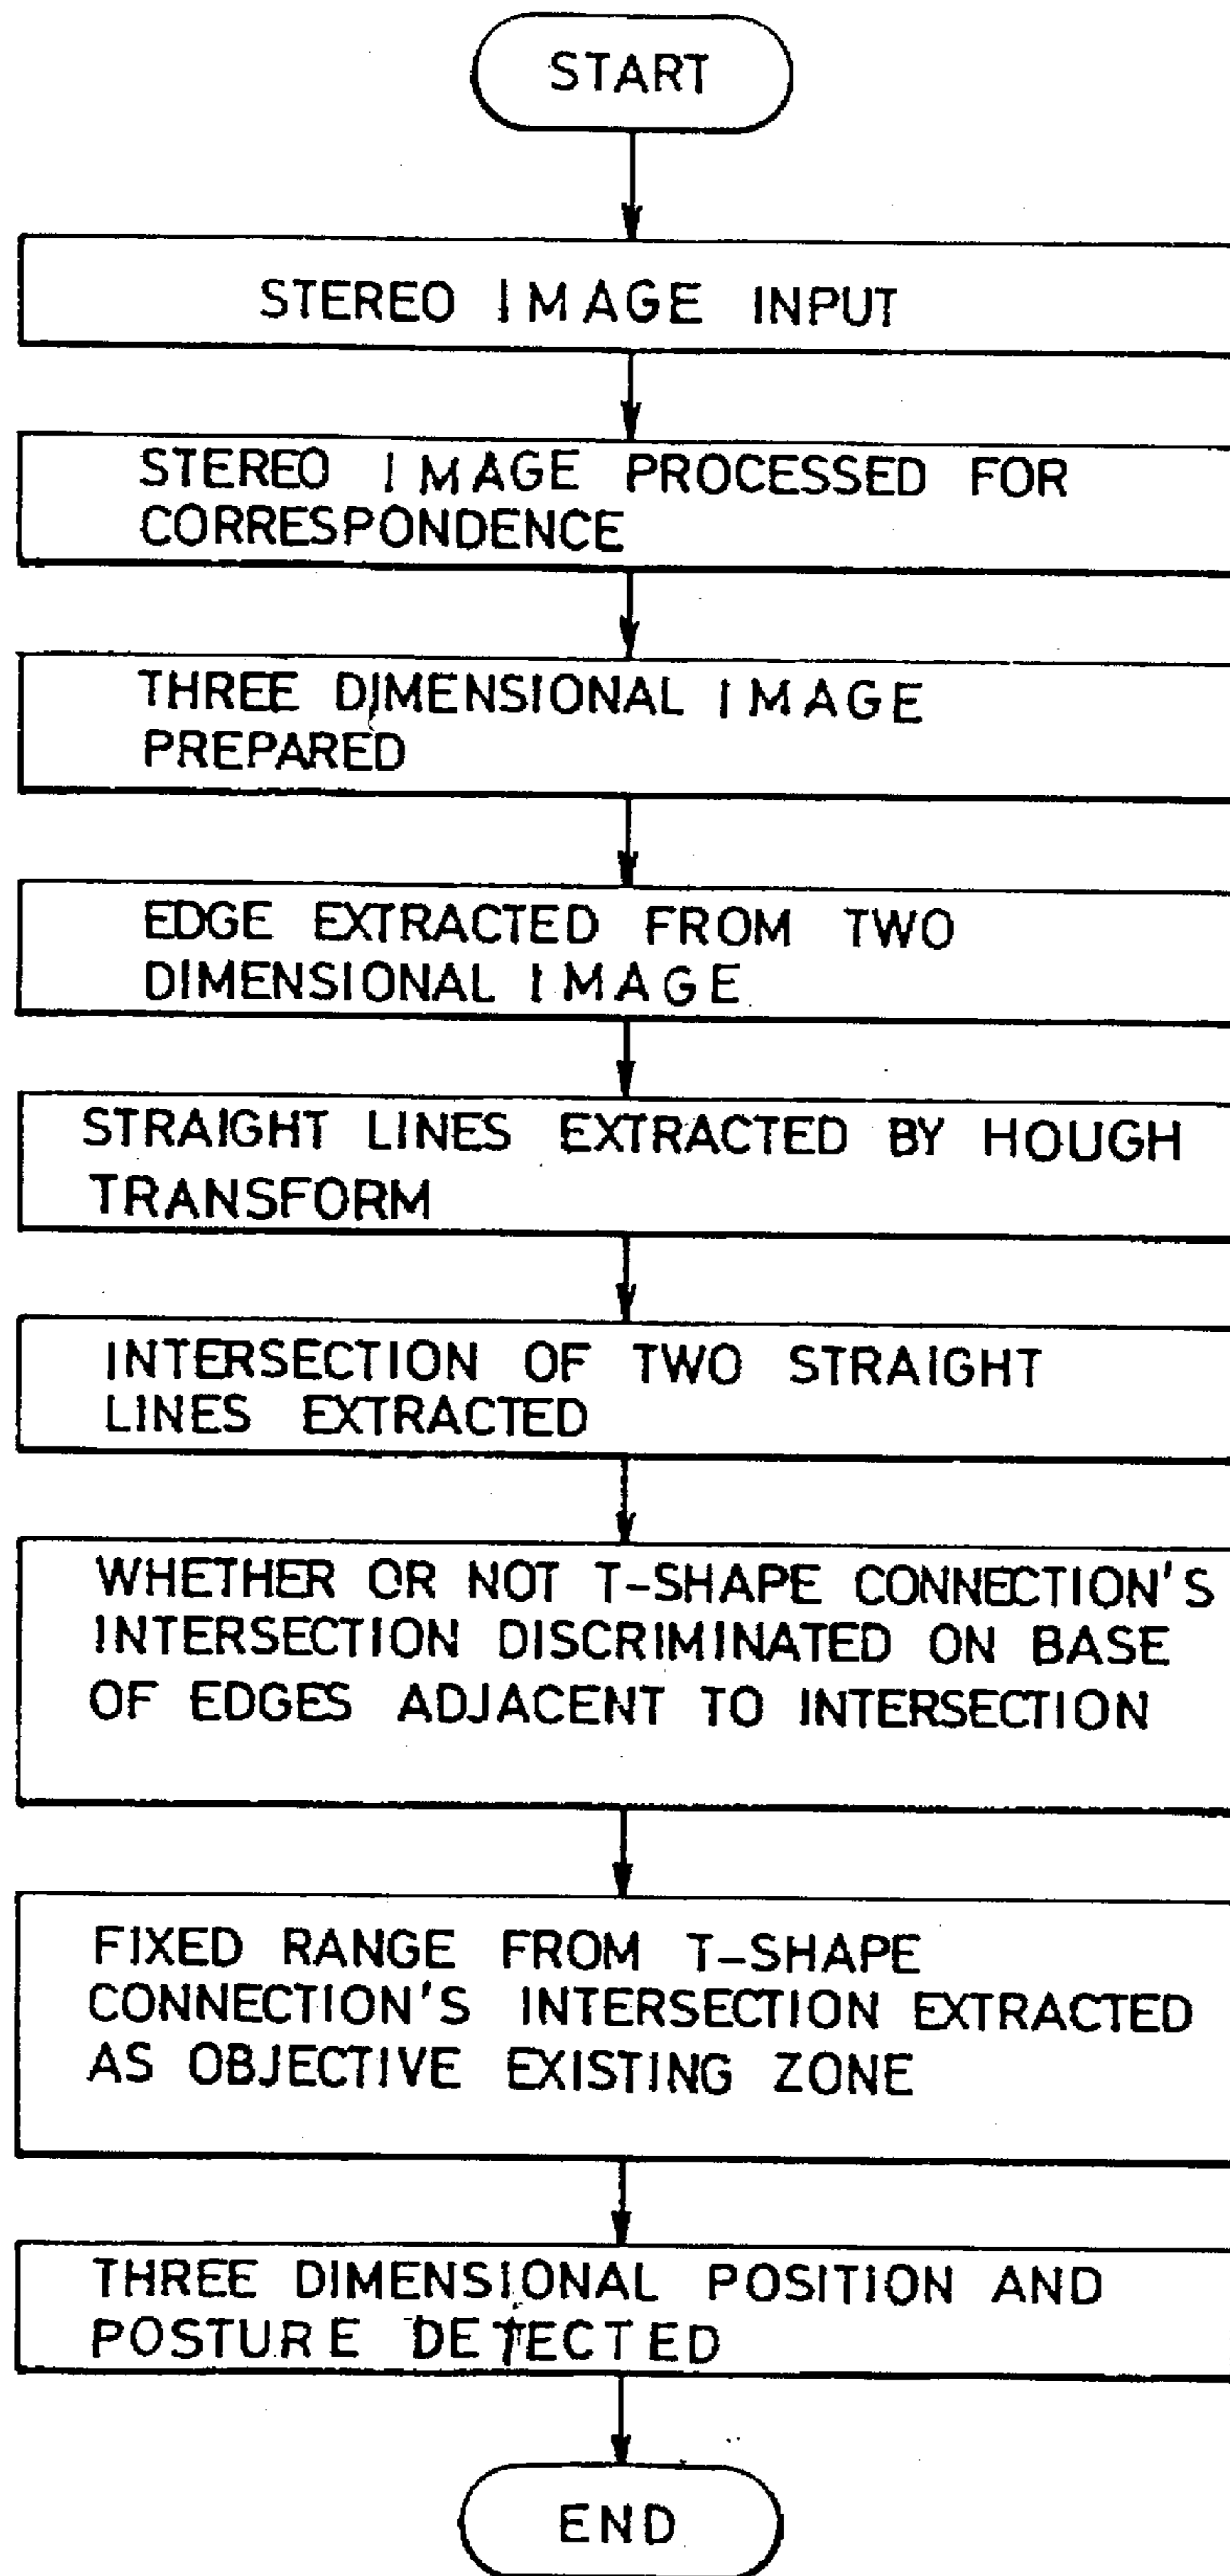 START
STEREO IMAGE INPUT
STEREO IMAGE PROCESSED FOR
CORRESPONDENCE
THREE DIMENSIONAL IMAGE
PREPARED
EDGE EXTRACTED FROM TWO
DIMENSIONAL IMAGE
STRAIGHT LINES EXTRACTED BY HOUGH
TRANSFORM
INTERSECTION OF TWO STRAIGHT
LINES EXTRACTED
WHETHER OR NOT T-SHAPE CONNECTION'S
INTERSECTION DISCRIMINATED ON BASE
OF EDGES ADJACENT TO INTERSECTION
FIXED RANGE FROM T-SHAPE
CONNECTION'S INTERSECTION EXTRACTED
AS OBJECTIVE EXISTING ZONE
THREE DIMENSIONAL POSITION AND
POSTURE DETECTED
END